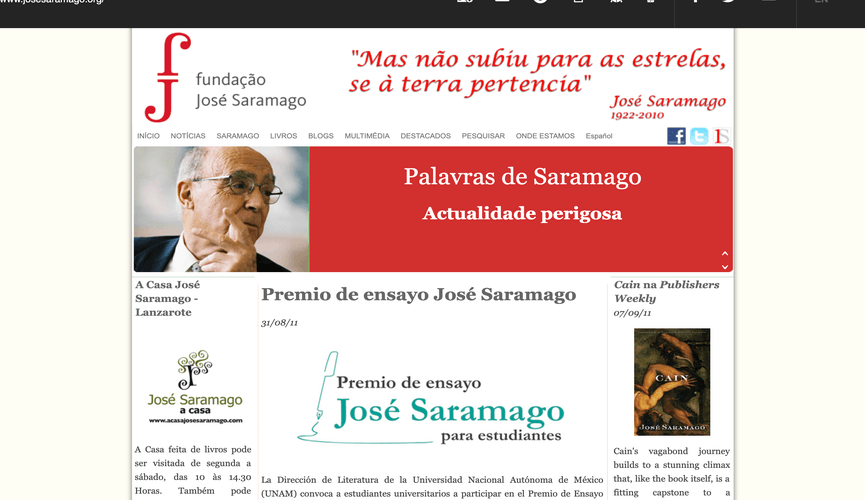 www.josesaramago.org/
EN
fundação
José Saramago
"Mas não subiu para as estrelas,
se à terra pertencia"
José Saramago
1922-2010
INÍCIO NOTÍCIAS SARAMAGO LIVROS BLOGS MULTIMÉDIA DESTACADOS PESQUISAR ONDE ESTAMOS Español
Palavras de Saramago
Actualidade perigosa
A Casa José
Saramago -
Lanzarote
José Saramago
a casa
www.acasajosesaramago.com
A Casa feita de livros pode
ser visitada de segunda a
sábado, das 10 às 14.30
Horas. Também pode
Premio de ensayo José Saramago
31/08/11
Premio de ensayo
José Saramago
para estudiantes
La Dirección de Literatura de la Universidad Nacional Autónoma de México
(UNAM) convoca a estudiantes universitarios a participar en el Premio de Ensayo
Cain na Publishers
Weekly
07/09/11
CAIN
JOSÉ SARAMAGO
Cain's vagabond journey
builds to a stunning climax
that, like the book itself, is a
fitting capstone to a